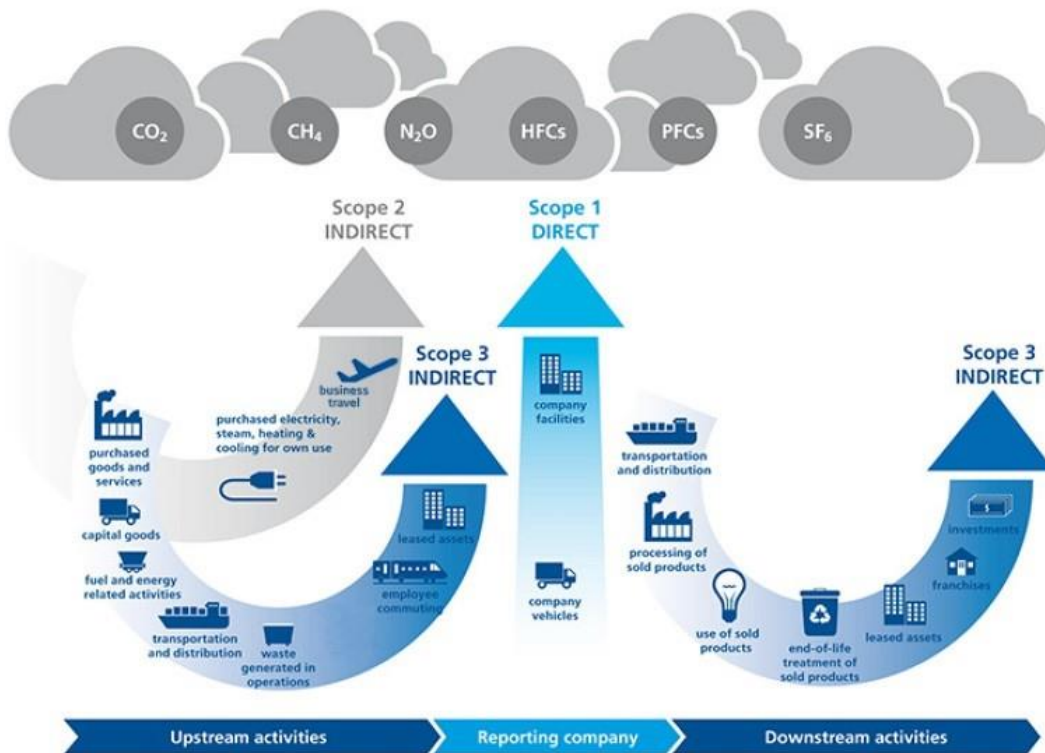 CO₂
CH₄
N₂O
HFCs
PFCs
SF₆
Scope 2
INDIRECT
Scope 1
DIRECT
Scope 3
INDIRECT
Scope 3
INDIRECT
business
travel
purchased electricity,
steam, heating &
cooling for own use
purchased
goods and
services
capital goods
fuel and energy
related activities
transportation
and distribution
waste
generated in
operations
employee
commuting
leased assets
company
facilities
company
vehicles
transportation
and distribution
processing of
sold products
use of sold
products
end-of-life
treatment of
sold products
leased assets
franchises
investments
$
Upstream activities
Reporting company
Downstream activities